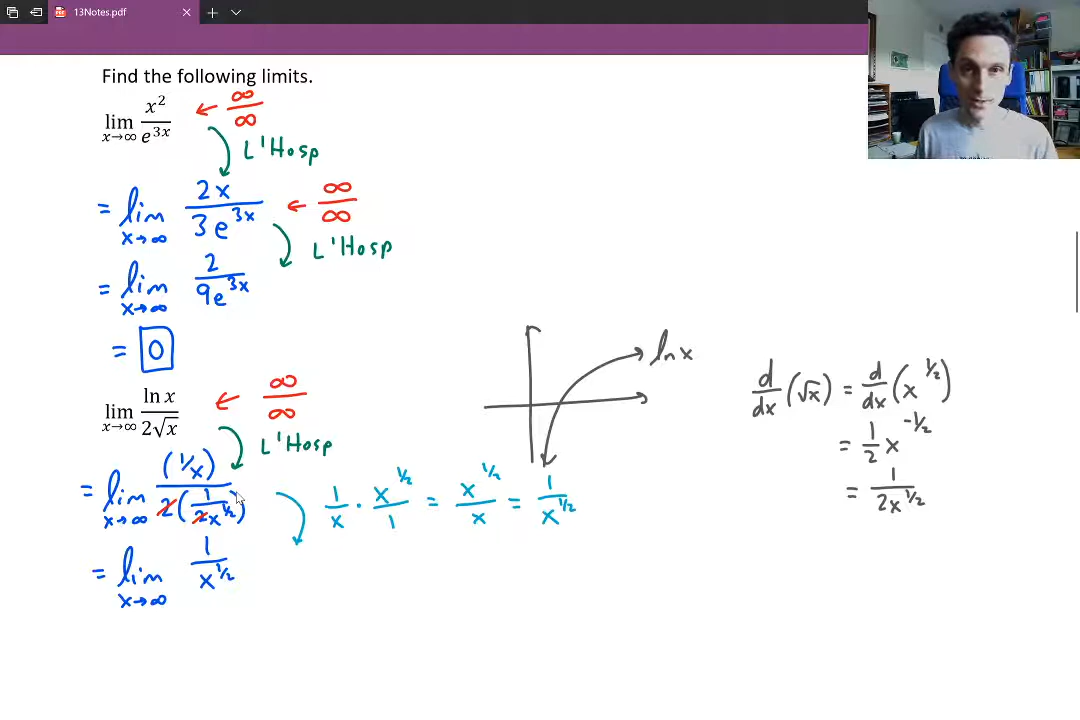 13Notes.pdf
Find the following limits.
lim x→∞ x²/e^(3x) ← ∞/∞
L'Hosp
= lim x→∞ 2x/(3e^(3x)) ← ∞/∞
L'Hosp
= lim x→∞ 2/(9e^(3x))
= 0
lim x→∞ ln x/(2√x) ← ∞/∞
L'Hosp
= lim x→∞ (1/x)/(2(1/(2x^(1/2))))
1/x · x^(1/2)/1 = x^(1/2)/x = 1/x^(1/2)
= lim x→∞ 1/x^(1/2)
ln x
d/dx (√x) = d/dx (x^(1/2))
= 1/2 x^(-1/2)
= 1/(2x^(1/2))